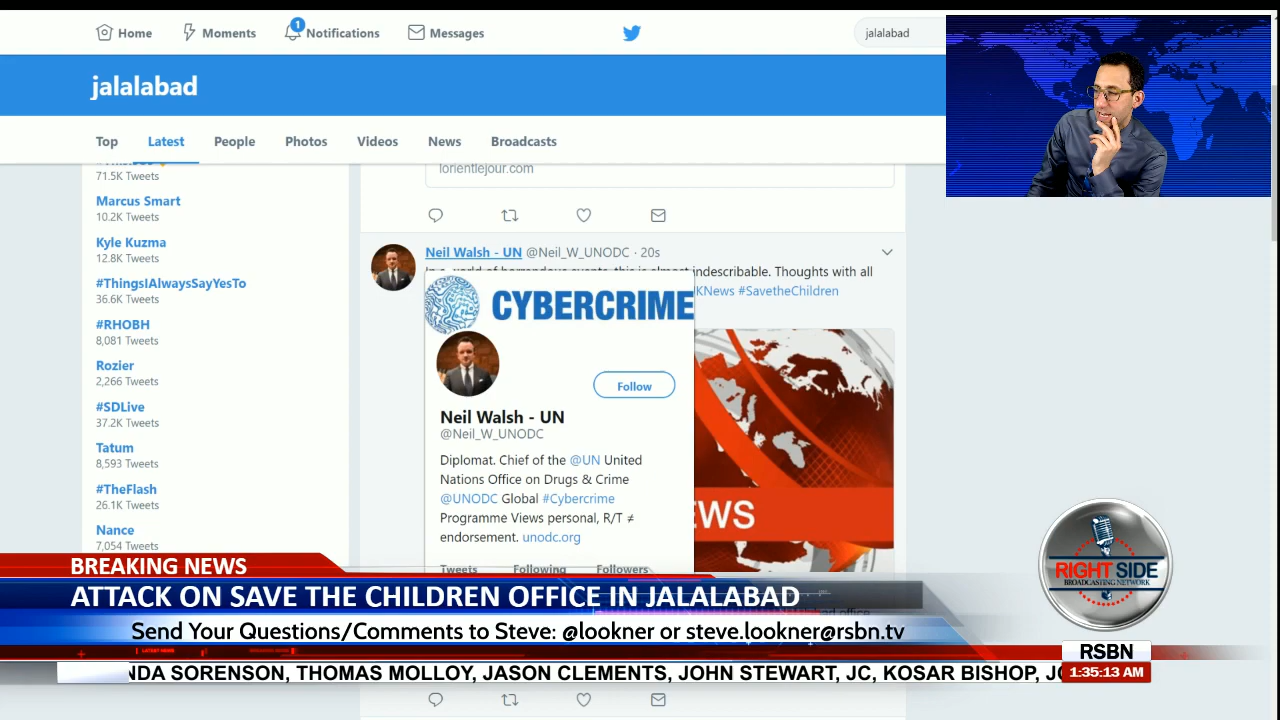 Home
Moments
1
Notifications
Messages
jalalabad
jalalabad
Top
Latest
People
Photos
Videos
News
Broadcasts
71.5K Tweets
Marcus Smart
10.2K Tweets
Kyle Kuzma
12.8K Tweets
#ThingsIAlwaysSayYesTo
36.6K Tweets
#RHOBH
8,081 Tweets
Rozier
2,266 Tweets
#SDLive
37.2K Tweets
Tatum
8,593 Tweets
#TheFlash
26.1K Tweets
Nance
7,054 Tweets
lorientlejour.com
Neil Walsh - UN @Neil_W_UNODC · 20s
indescribable. Thoughts with all
KNews #SavetheChildren
CYBERCRIME
Follow
Neil Walsh - UN
@Neil_W_UNODC
Diplomat. Chief of the @UN United
Nations Office on Drugs & Crime
@UNODC Global #Cybercrime
Programme Views personal, R/T ≠
endorsement. unodc.org
Tweets Following Followers
EWS
BREAKING NEWS
ATTACK ON SAVE THE CHILDREN OFFICE IN JALALABAD
Send Your Questions/Comments to Steve: @lookner or steve.lookner@rsbn.tv
LATEST NEWS
BREAKING NEWS
NDA SORENSON, THOMAS MOLLOY, JASON CLEMENTS, JOHN STEWART, JC, KOSAR BISHOP, JO
RIGHT SIDE
BROADCASTING NETWORK
RSBN
1:35:13 AM